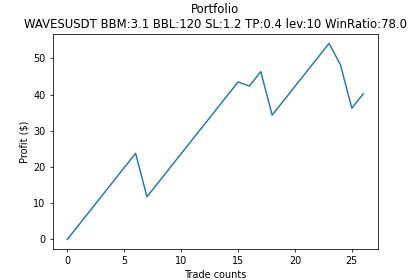 Portfolio
WAVESUSDT BBM:3.1 BBL:120 SL:1.2 TP:0.4 lev:10 WinRatio:78.0
50
40
30
20
10
0
Profit ($)
0 5 10 15 20 25
Trade counts